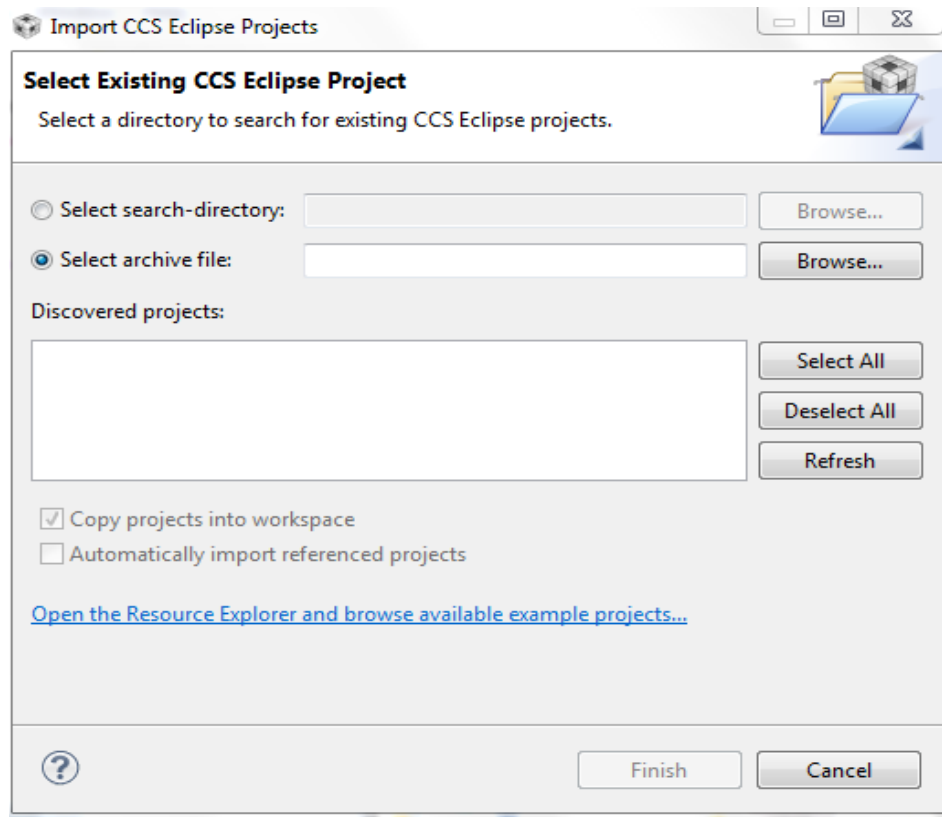 Import CCS Eclipse Projects
Select Existing CCS Eclipse Project
Select a directory to search for existing CCS Eclipse projects.
Select search-directory:
Browse...
Select archive file:
Browse...
Discovered projects:
Select All
Deselect All
Refresh
Copy projects into workspace
Automatically import referenced projects
Open the Resource Explorer and browse available example projects...
?
Finish
Cancel